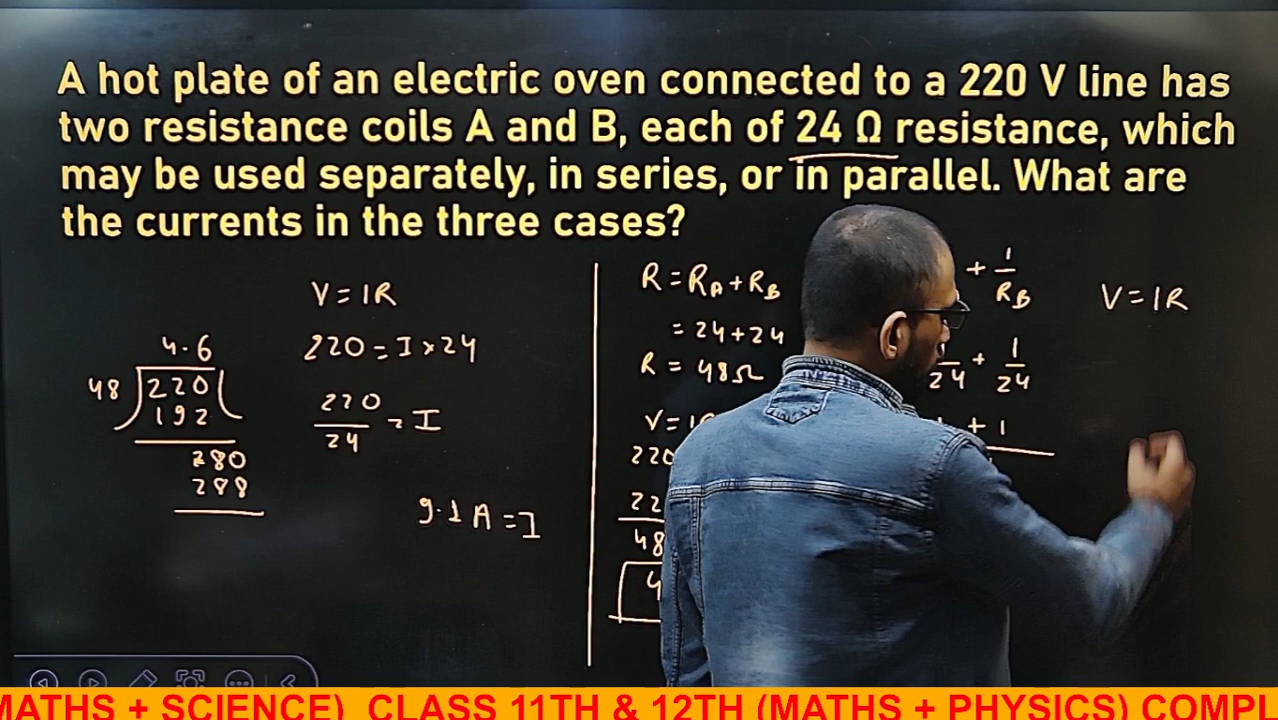 A hot plate of an electric oven connected to a 220 V line has
two resistance coils A and B, each of 24 Ω resistance, which
may be used separately, in series, or in parallel. What are
the currents in the three cases?
4.6
48 220
192
280
288
V = IR
220 = I × 24
220
24
= I
9.1 A = I
R = RA + RB
= 24 + 24
R = 48Ω
220
48
+ 1
RB
24 + 1
24
+ 1
V = IR
(MATHS + SCIENCE) CLASS 11TH & 12TH (MATHS + PHYSICS)